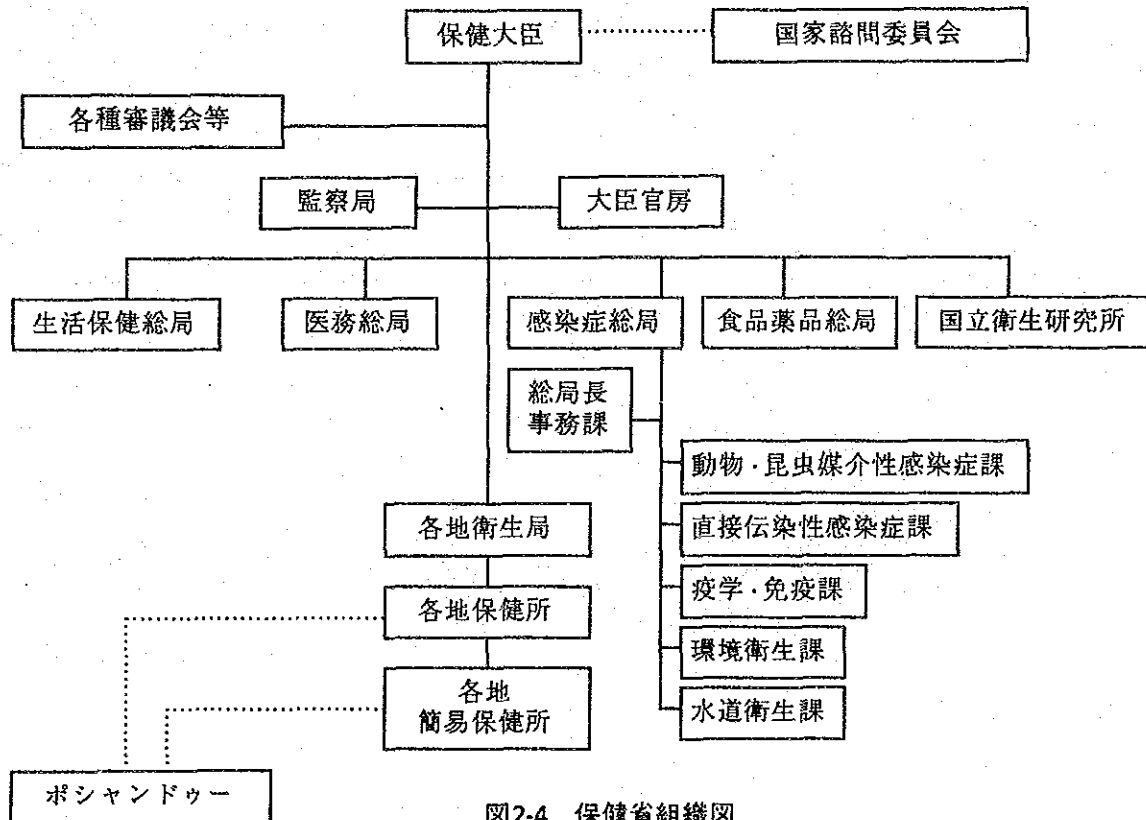 保健大臣
国家諮問委員会
各種審議会等
監察局
大臣官房
生活保健総局
医務総局
感染症総局
食品薬品総局
国立衛生研究所
総局長
事務課
動物・昆虫媒介性感染症課
直接伝染性感染症課
疫学・免疫課
環境衛生課
水道衛生課
各地衛生局
各地保健所
各地
簡易保健所
ポシャンドゥー
図2-4 保健省組織図